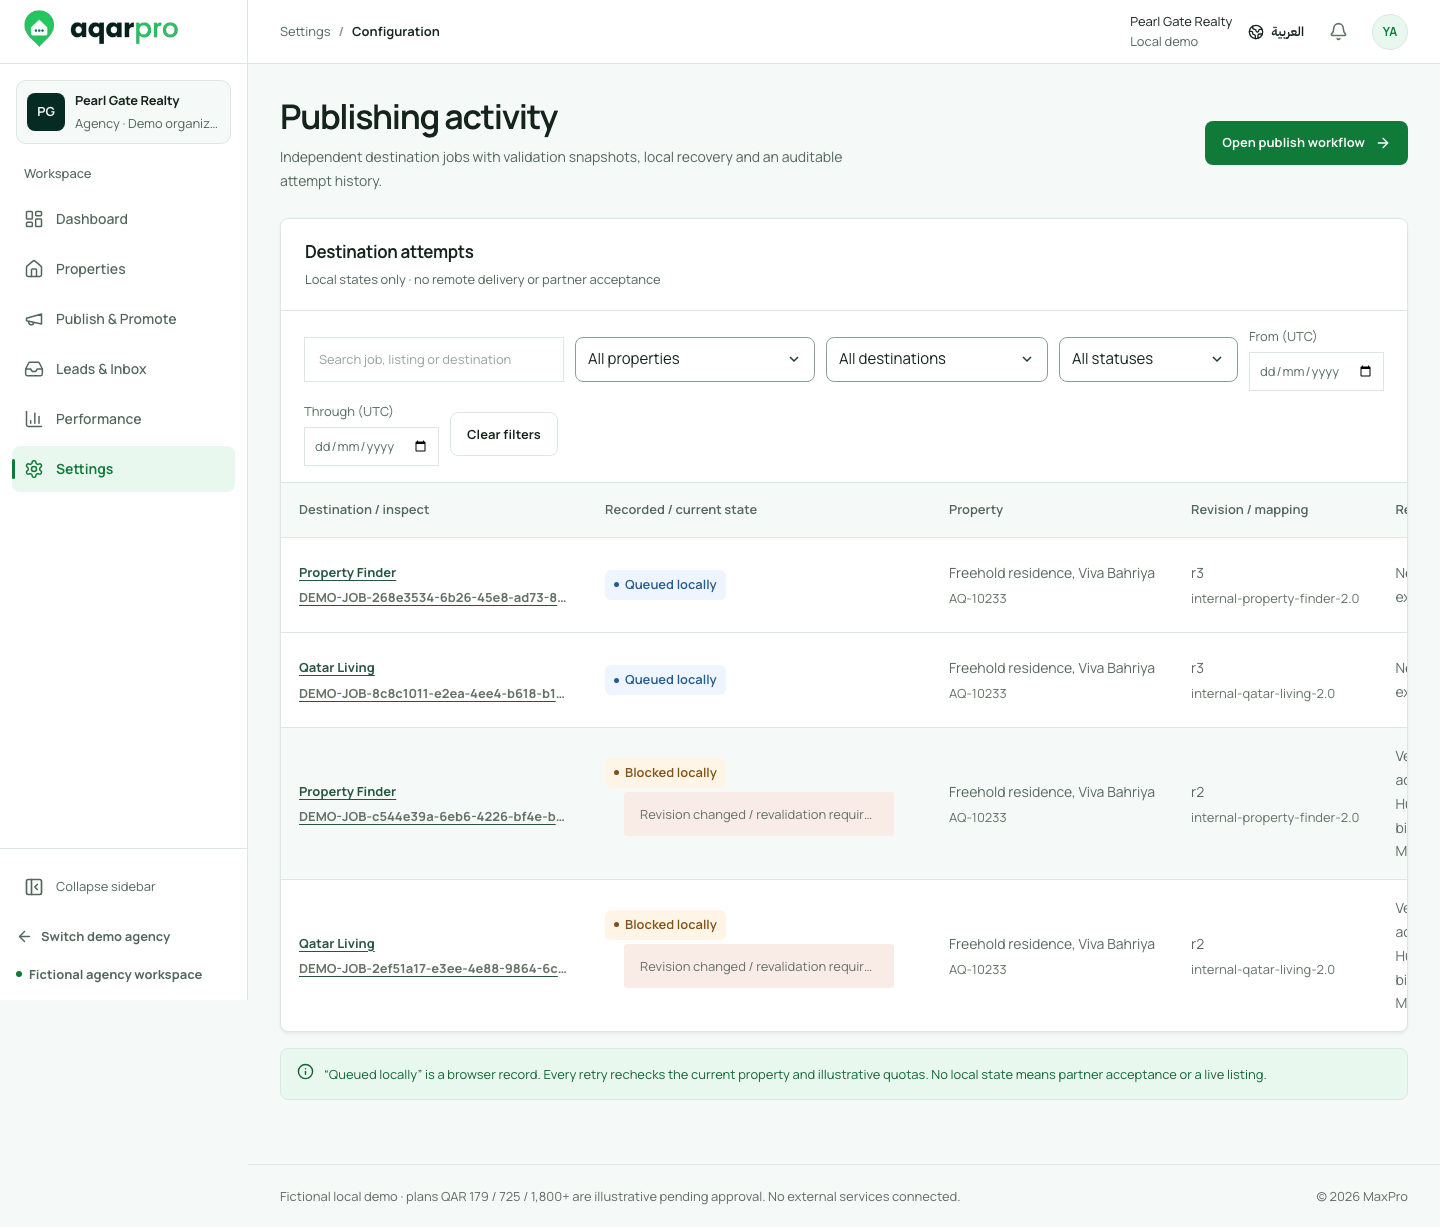 aqarpro
Settings / Configuration
Pearl Gate Realty
Local demo
العربية
YA
PG
Pearl Gate Realty
Agency · Demo organiz...
Workspace
Dashboard
Properties
Publish & Promote
Leads & Inbox
Performance
Settings
Collapse sidebar
Switch demo agency
Fictional agency workspace
Publishing activity
Independent destination jobs with validation snapshots, local recovery and an auditable
attempt history.
Open publish workflow
Destination attempts
Local states only · no remote delivery or partner acceptance
Search job, listing or destination
All properties
All destinations
All statuses
From (UTC)
dd/mm/yyyy
Through (UTC)
dd/mm/yyyy
Clear filters
Destination / inspect Recorded / current state Property Revision / mapping
Property Finder
DEMO-JOB-268e3534-6b26-45e8-ad73-8...
Queued locally
Freehold residence, Viva Bahriya
AQ-10233
r3
internal-property-finder-2.0
Qatar Living
DEMO-JOB-8c8c1011-e2ea-4ee4-b618-b1...
Queued locally
Freehold residence, Viva Bahriya
AQ-10233
r3
internal-qatar-living-2.0
Property Finder
DEMO-JOB-c544e39a-6eb6-4226-bf4e-b...
Blocked locally
Revision changed / revalidation requir...
Freehold residence, Viva Bahriya
AQ-10233
r2
internal-property-finder-2.0
Qatar Living
DEMO-JOB-2ef51a17-e3ee-4e88-9864-6c...
Blocked locally
Revision changed / revalidation requir...
Freehold residence, Viva Bahriya
AQ-10233
r2
internal-qatar-living-2.0
“Queued locally” is a browser record. Every retry rechecks the current property and illustrative quotas. No local state means partner acceptance or a live listing.
Fictional local demo · plans QAR 179 / 725 / 1,800+ are illustrative pending approval. No external services connected.
© 2026 MaxPro